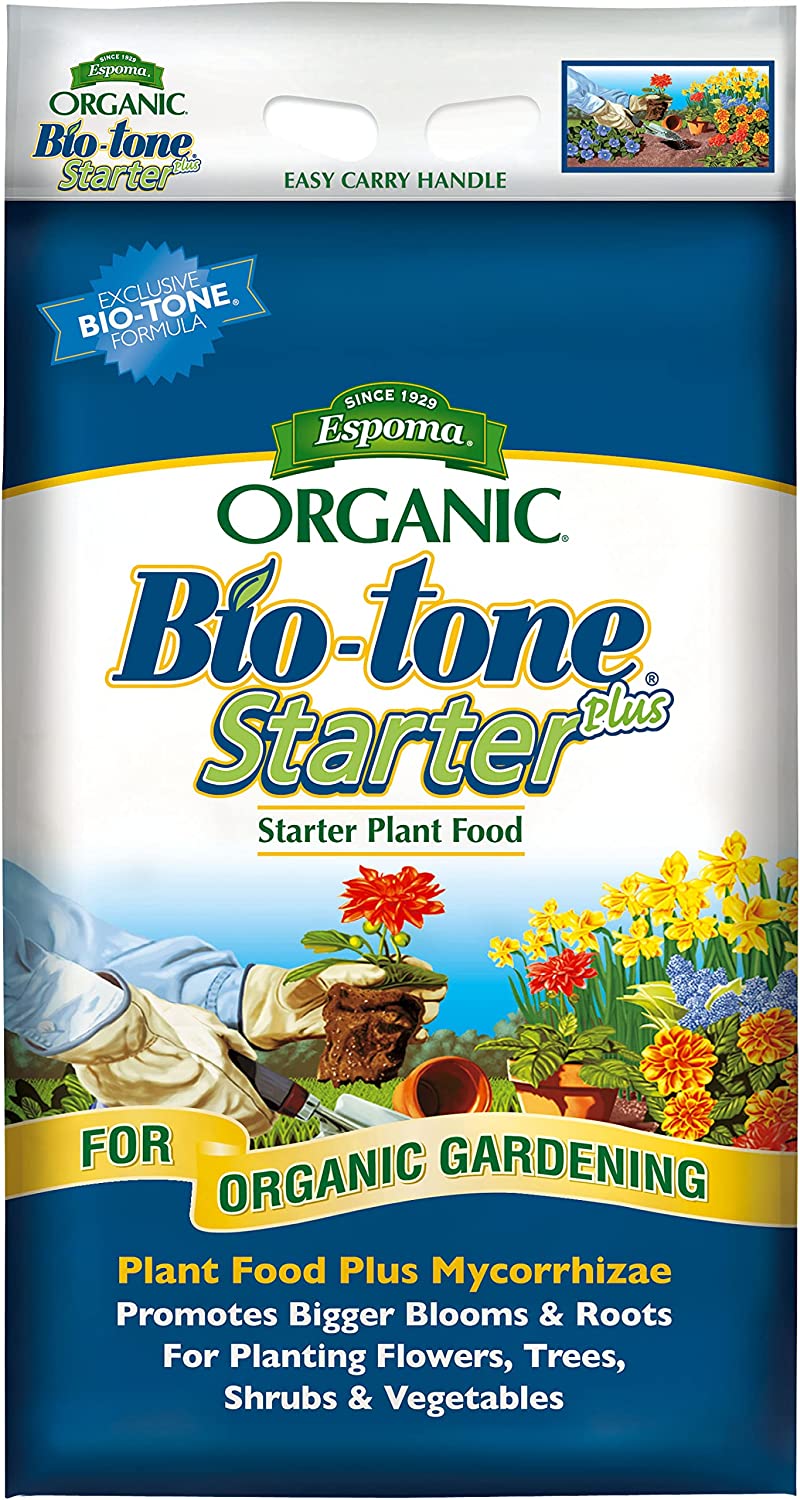 SINCE 1929
Espoma®
ORGANIC®
Bio-tone®
Starter Plus
EASY CARRY HANDLE
EXCLUSIVE
BIO-TONE®
FORMULA
SINCE 1929
Espoma®
ORGANIC®
Bio-tone®
Starter Plus
Starter Plant Food
FOR ORGANIC GARDENING
Plant Food Plus Mycorrhizae
Promotes Bigger Blooms & Roots
For Planting Flowers, Trees,
Shrubs & Vegetables